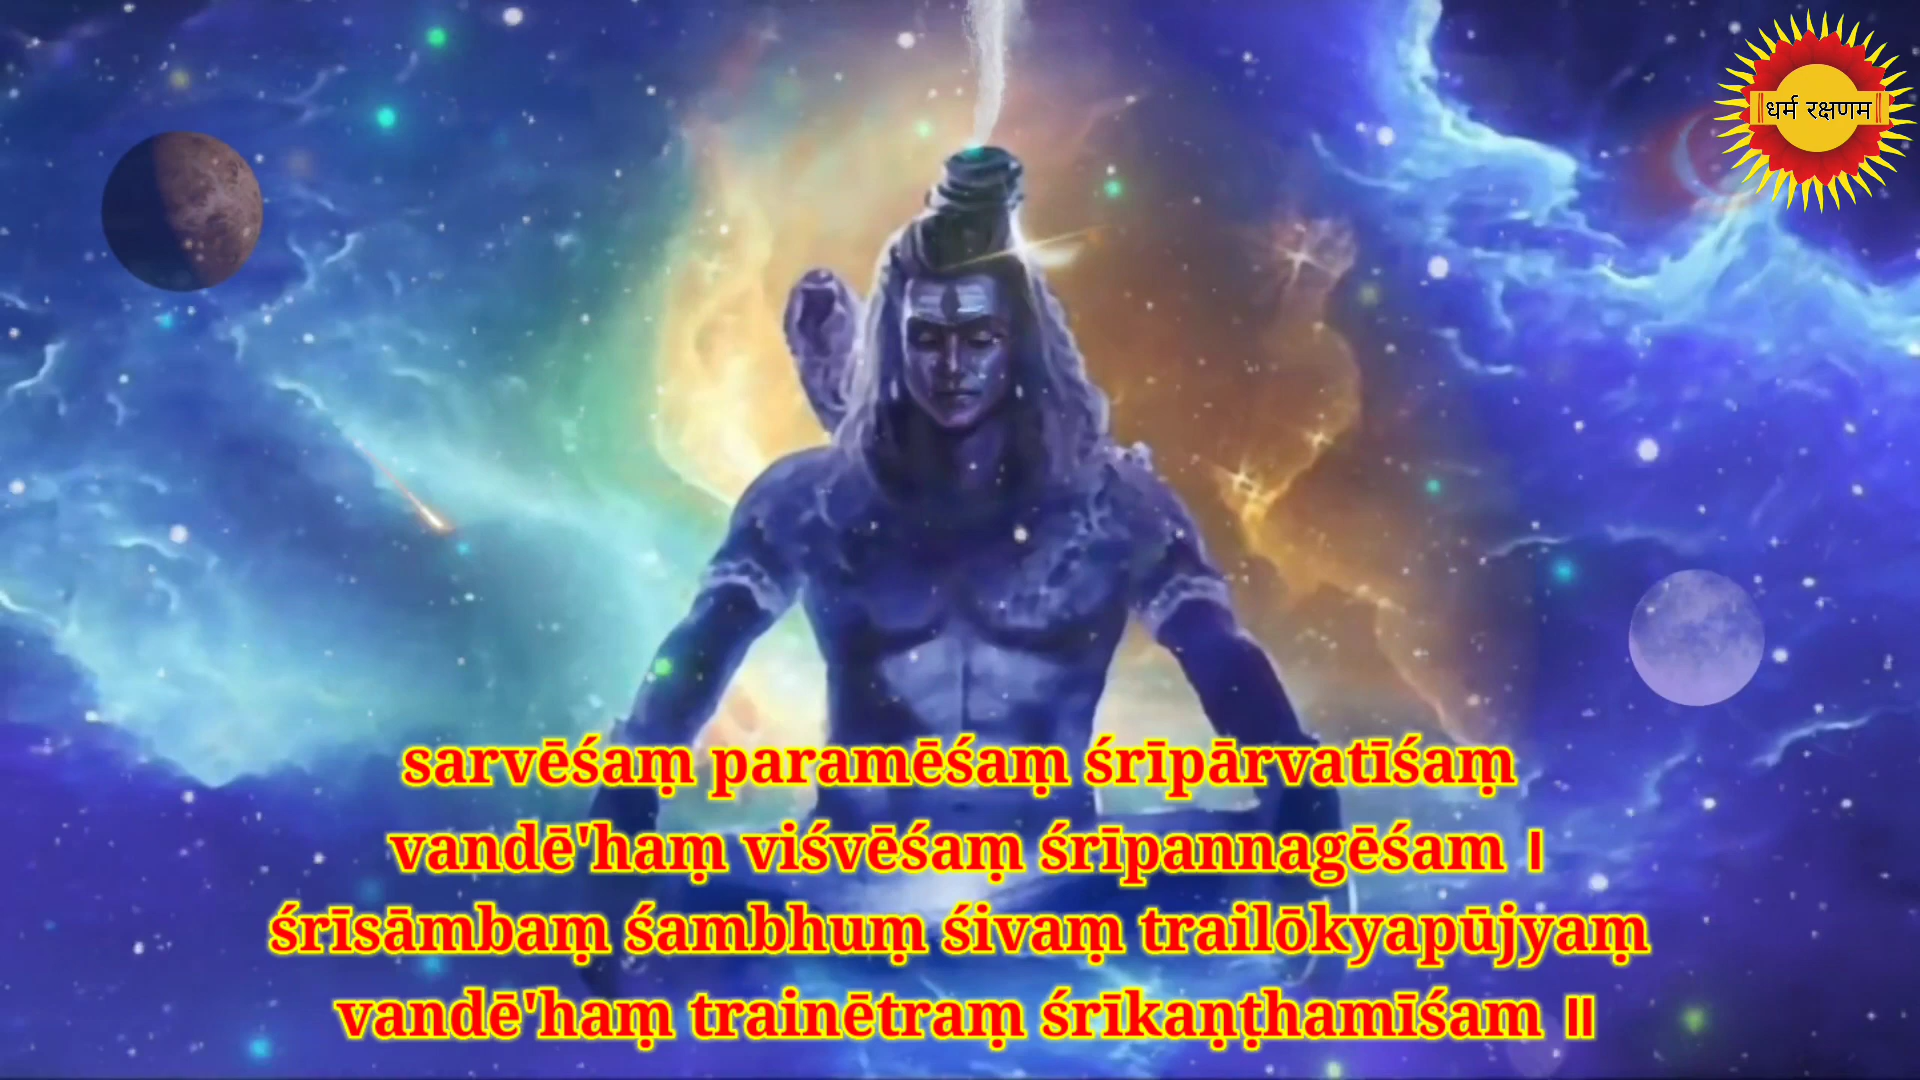 ॥धर्म रक्षणम॥
sarvēśaṃ paramēśaṃ śrīpārvatīśaṃ
vandē'haṃ viśvēśaṃ śrīpannagēśam ।
śrīsāmbaṃ śambhuṃ śivaṃ trailōkyapūjyaṃ
vandē'haṃ trainētraṃ śrīkaṇṭhamīśam ॥